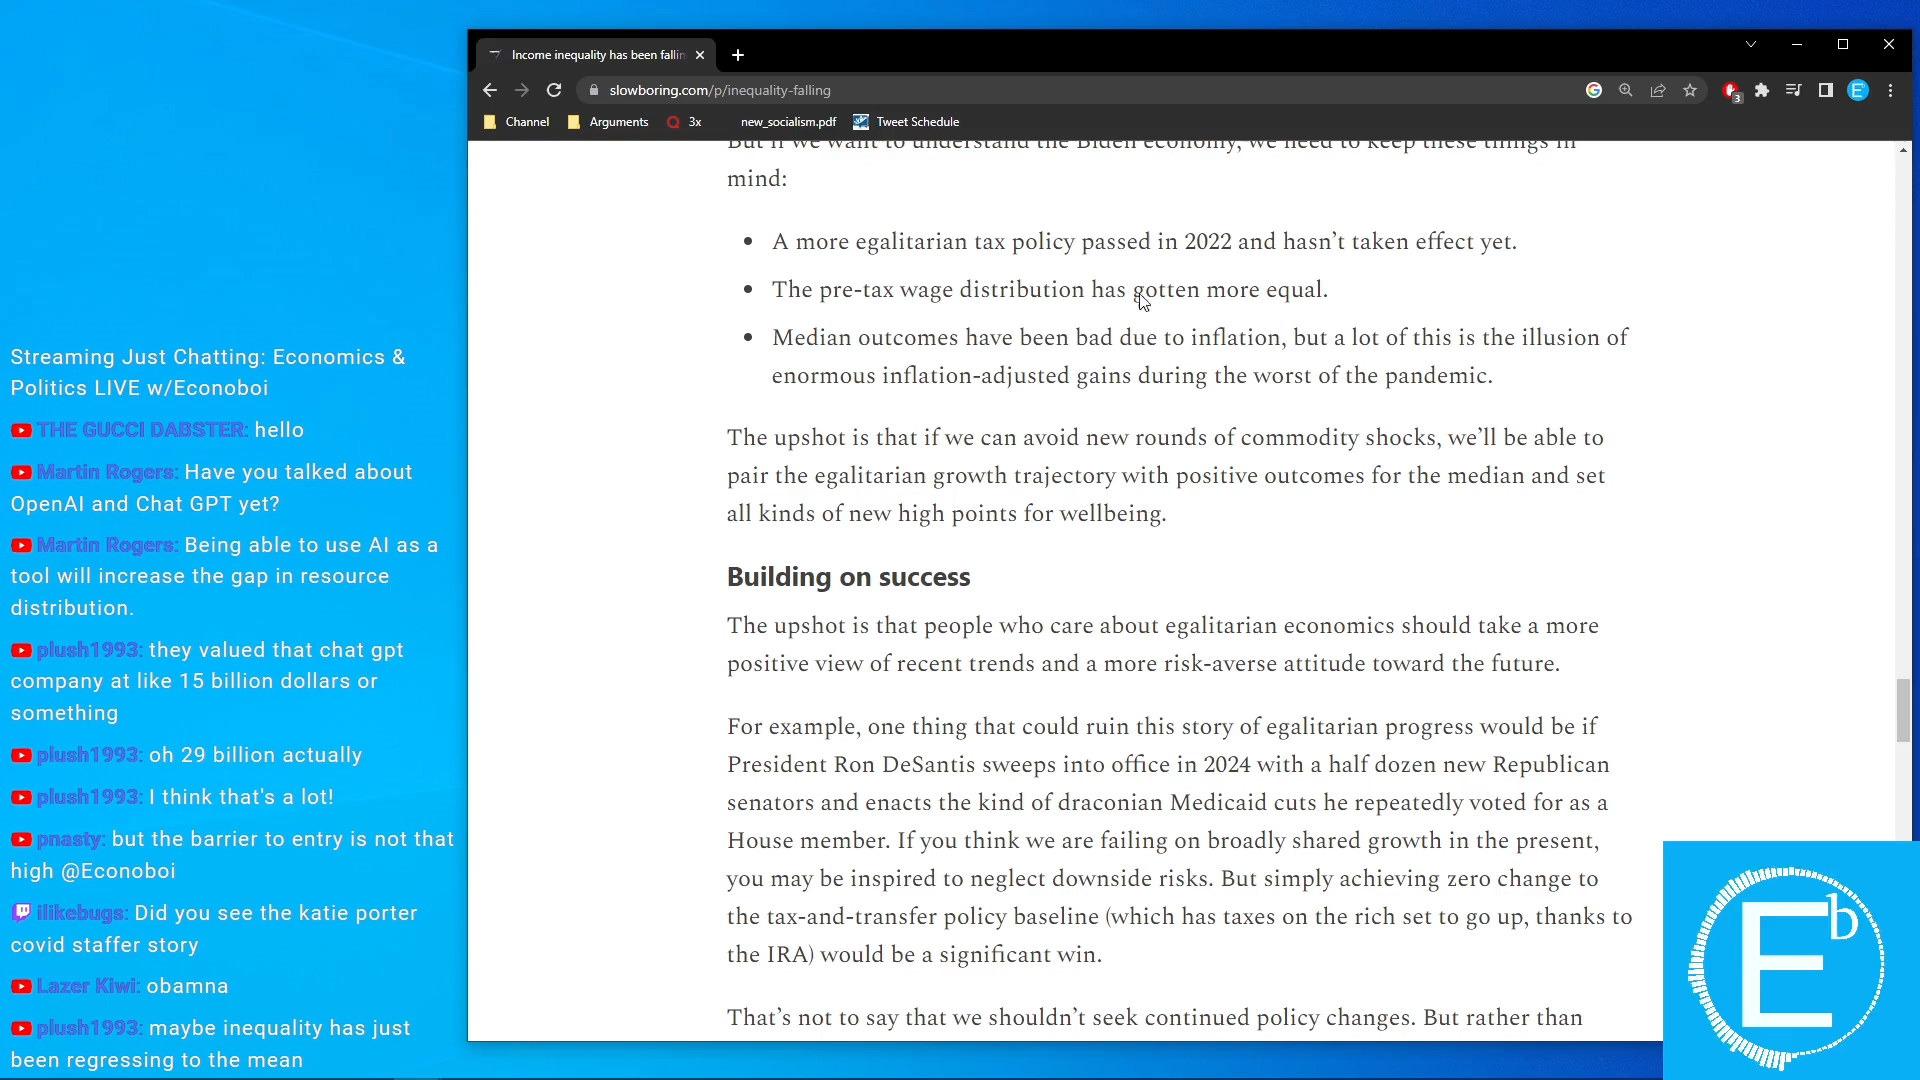 Income inequality has been fallin
slowboring.com/p/inequality-falling
3
E
Channel
Arguments
3x
new_socialism.pdf
Tweet Schedule
But if we want to understand the Biden economy, we need to keep these things in
mind:
A more egalitarian tax policy passed in 2022 and hasn’t taken effect yet.
The pre-tax wage distribution has gotten more equal.
Median outcomes have been bad due to inflation, but a lot of this is the illusion of
enormous inflation-adjusted gains during the worst of the pandemic.
The upshot is that if we can avoid new rounds of commodity shocks, we’ll be able to
pair the egalitarian growth trajectory with positive outcomes for the median and set
all kinds of new high points for wellbeing.
Building on success
The upshot is that people who care about egalitarian economics should take a more
positive view of recent trends and a more risk-averse attitude toward the future.
For example, one thing that could ruin this story of egalitarian progress would be if
President Ron DeSantis sweeps into office in 2024 with a half dozen new Republican
senators and enacts the kind of draconian Medicaid cuts he repeatedly voted for as a
House member. If you think we are failing on broadly shared growth in the present,
you may be inspired to neglect downside risks. But simply achieving zero change to
the tax-and-transfer policy baseline (which has taxes on the rich set to go up, thanks to
the IRA) would be a significant win.
That’s not to say that we shouldn’t seek continued policy changes. But rather than
Streaming Just Chatting: Economics &
Politics LIVE w/Econoboi
THE GUCCI DABSTER: hello
Martin Rogers: Have you talked about
OpenAI and Chat GPT yet?
Martin Rogers: Being able to use AI as a
tool will increase the gap in resource
distribution.
plush1993: they valued that chat gpt
company at like 15 billion dollars or
something
plush1993: oh 29 billion actually
plush1993: I think that's a lot!
pnasty: but the barrier to entry is not that
high @Econoboi
ilikebugs: Did you see the katie porter
covid staffer story
Lazer Kiwi: obamna
plush1993: maybe inequality has just
been regressing to the mean
Eb